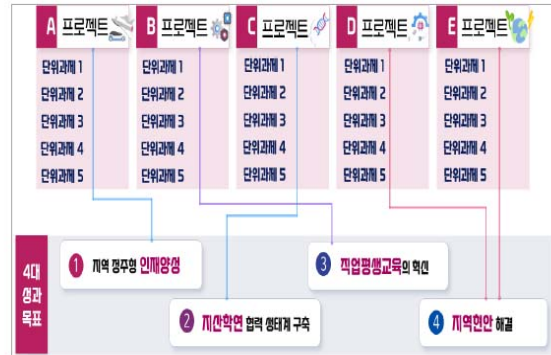 A 프로젝트
B 프로젝트
C 프로젝트
D 프로젝트
E 프로젝트
단위과제 1
단위과제 2
단위과제 3
단위과제 4
단위과제 5
단위과제 1
단위과제 2
단위과제 3
단위과제 4
단위과제 5
단위과제 1
단위과제 2
단위과제 3
단위과제 4
단위과제 5
단위과제 1
단위과제 2
단위과제 3
단위과제 4
단위과제 5
단위과제 1
단위과제 2
단위과제 3
단위과제 4
단위과제 5
4대
성과
목표
1 지역 정주형 인재양성
2 지산학연 협력 생태계 구축
3 직업평생교육의 혁신
4 지역현안 해결